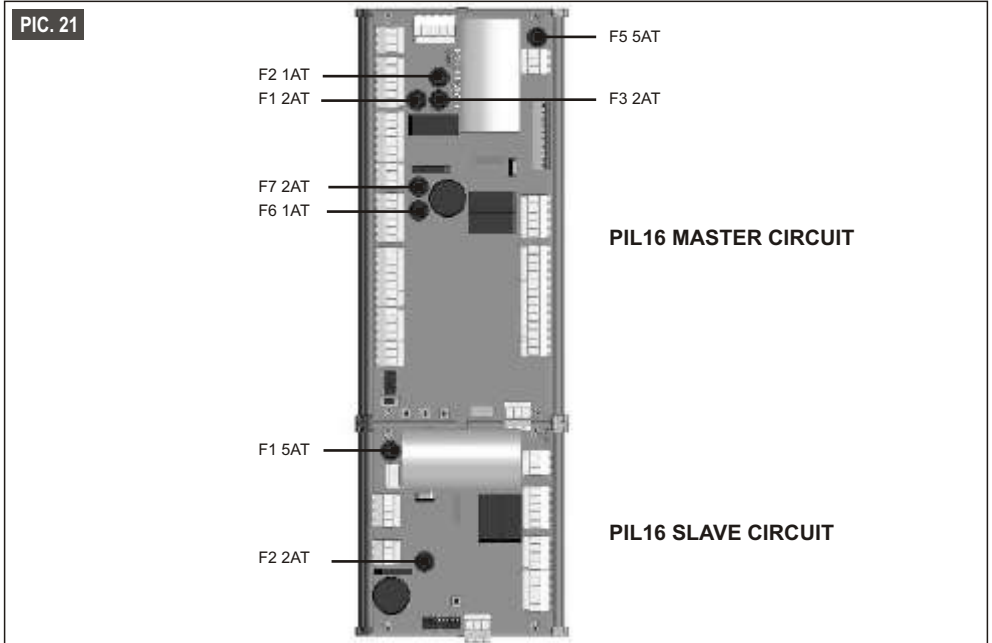 PIC. 21
F5 5AT
F2 1AT
F1 2AT
F3 2AT
F7 2AT
F6 1AT
PIL16 MASTER CIRCUIT
F1 5AT
PIL16 SLAVE CIRCUIT
F2 2AT